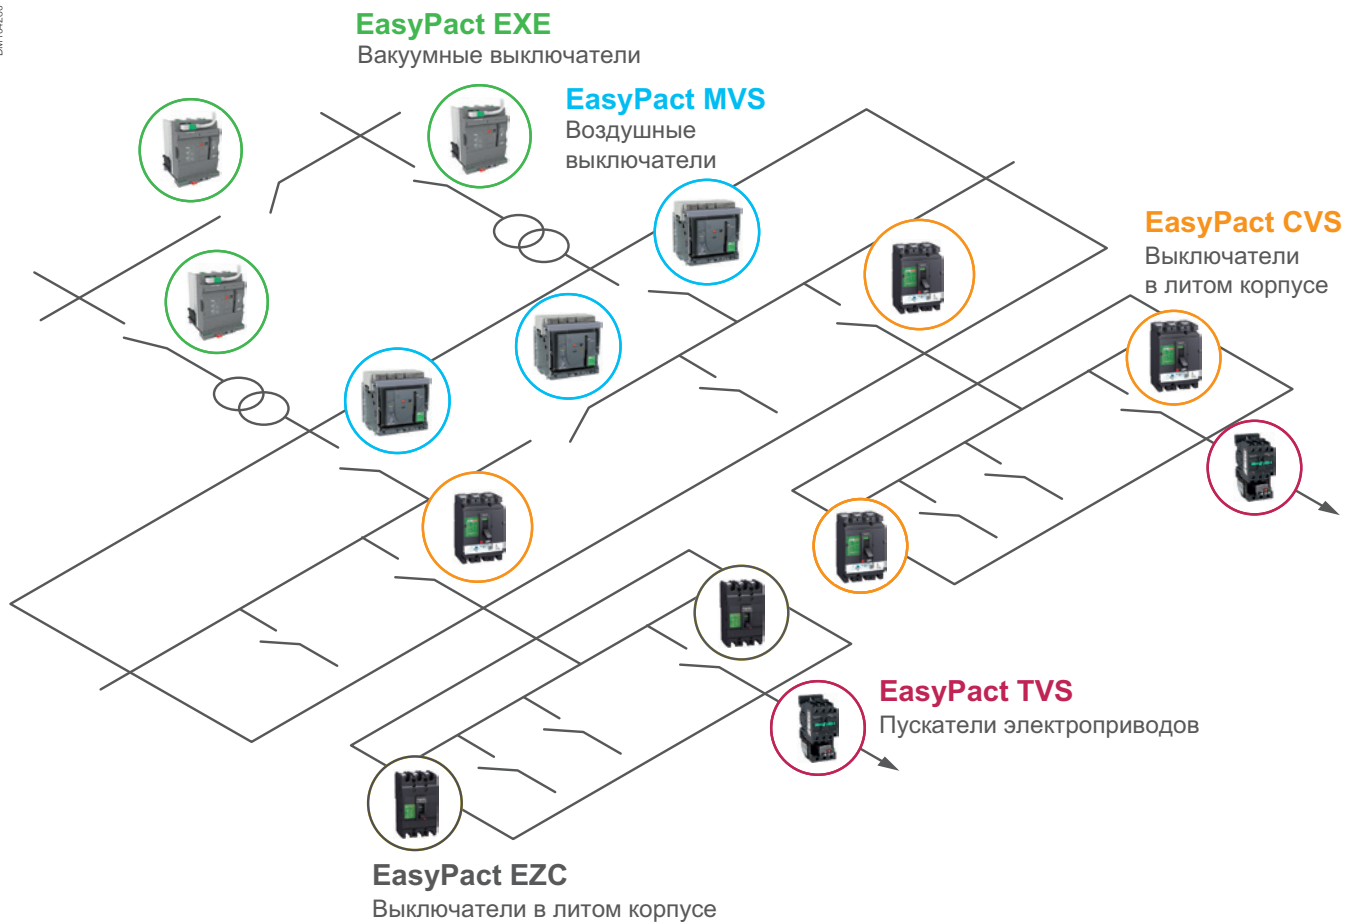 EasyPact EXE
Вакуумные выключатели
EasyPact MVS
Воздушные
выключатели
EasyPact CVS
Выключатели
в литом корпусе
EasyPact TVS
Пускатели электроприводов
EasyPact EZC
Выключатели в литом корпусе